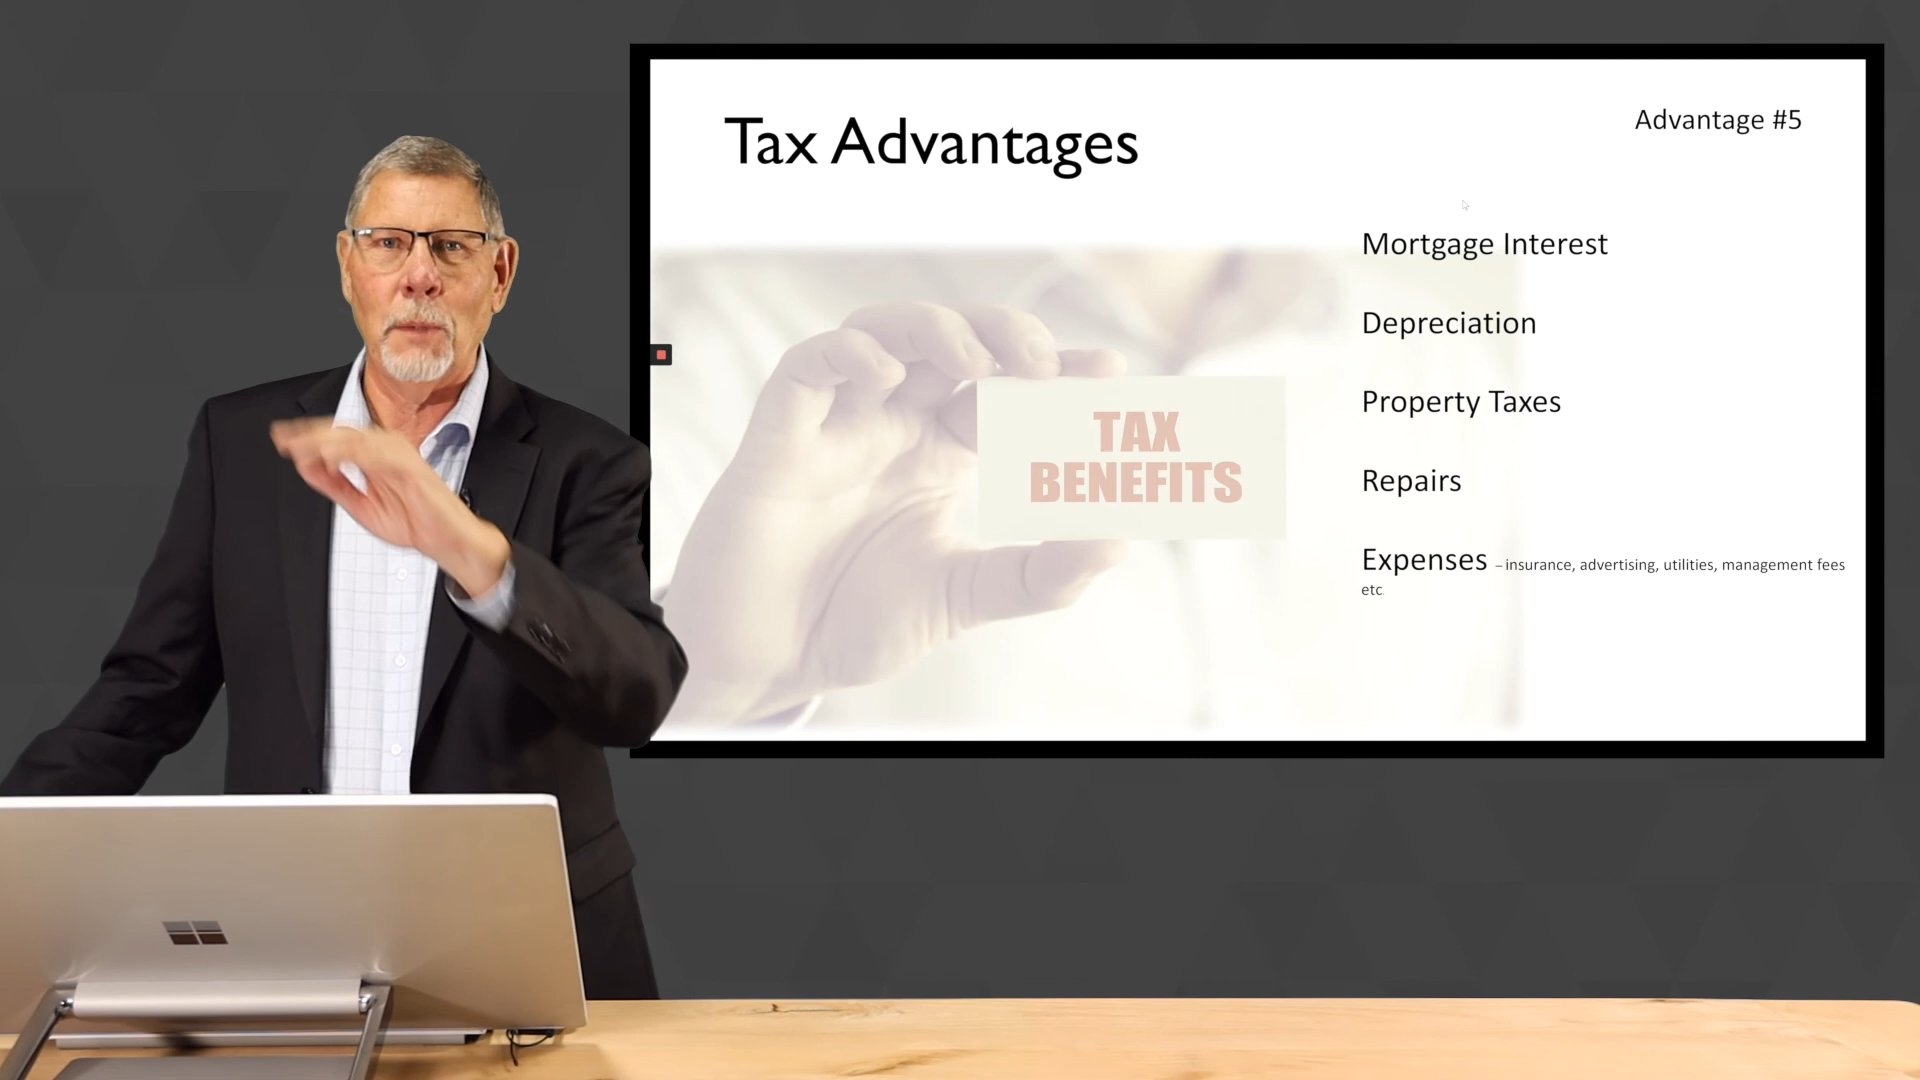 Tax Advantages
Advantage #5
Mortgage Interest
Depreciation
Property Taxes
Repairs
Expenses – insurance, advertising, utilities, management fees
etc
TAX
BENEFITS